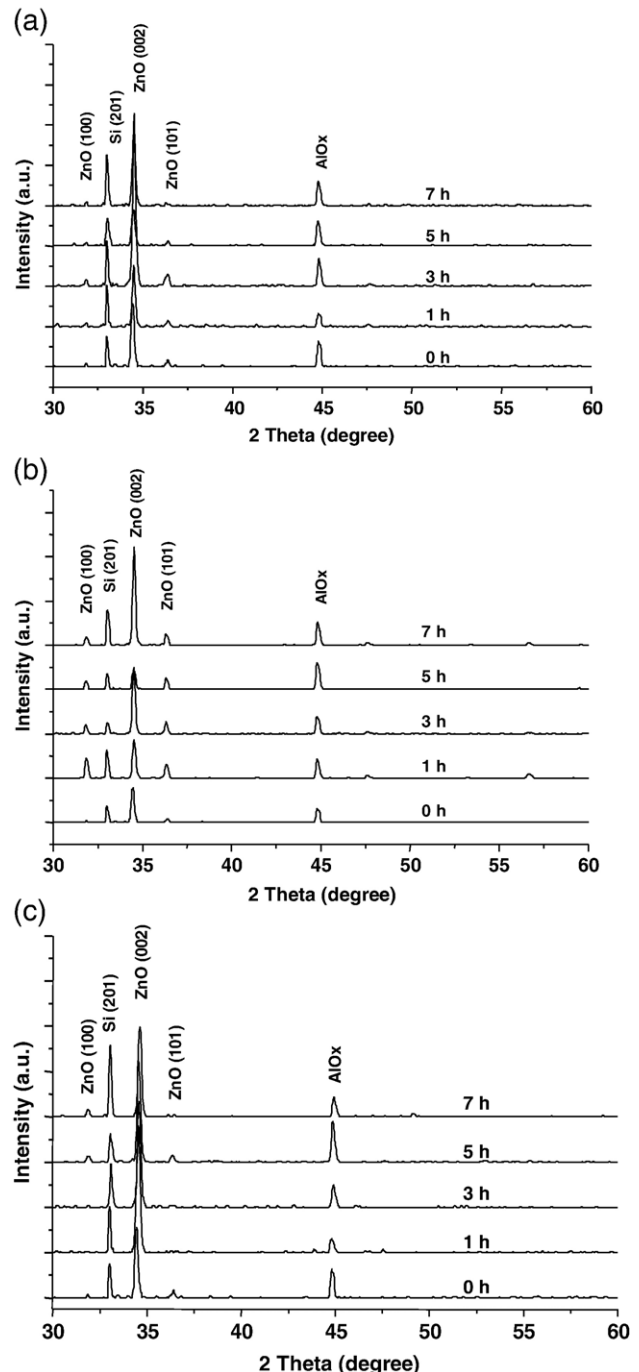 (a)
Intensity (a.u.)
ZnO (100)
Si (201)
ZnO (002)
ZnO (101)
AlOx
7 h
5 h
3 h
1 h
0 h
30 35 40 45 50 55 60
2 Theta (degree)
(b)
Intensity (a.u.)
ZnO (100)
Si (201)
ZnO (002)
ZnO (101)
AlOx
7 h
5 h
3 h
1 h
0 h
30 35 40 45 50 55 60
2 Theta (degree)
(c)
Intensity (a.u.)
ZnO (100)
Si (201)
ZnO (002)
ZnO (101)
AlOx
7 h
5 h
3 h
1 h
0 h
30 35 40 45 50 55 60
2 Theta (degree)